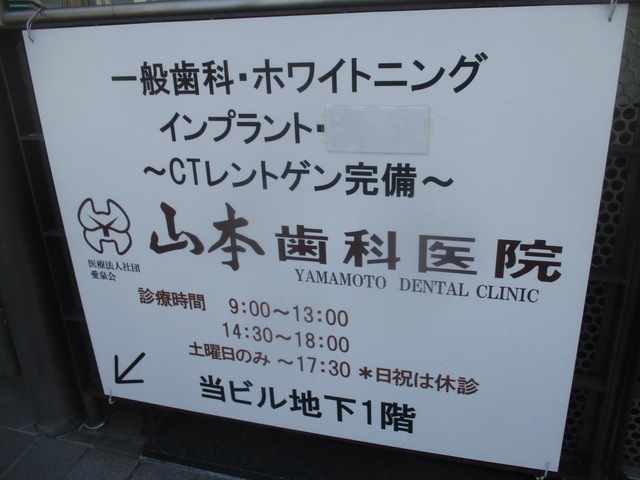 一般歯科・ホワイトニング
インプラント・
～CTレントゲン完備～
医療法人社団
愛泉会
山本歯科医院
YAMAMOTO DENTAL CLINIC
診療時間 9:00～13:00
14:30～18:00
土曜日のみ ～17:30 *日祝は休診
当ビル地下1階